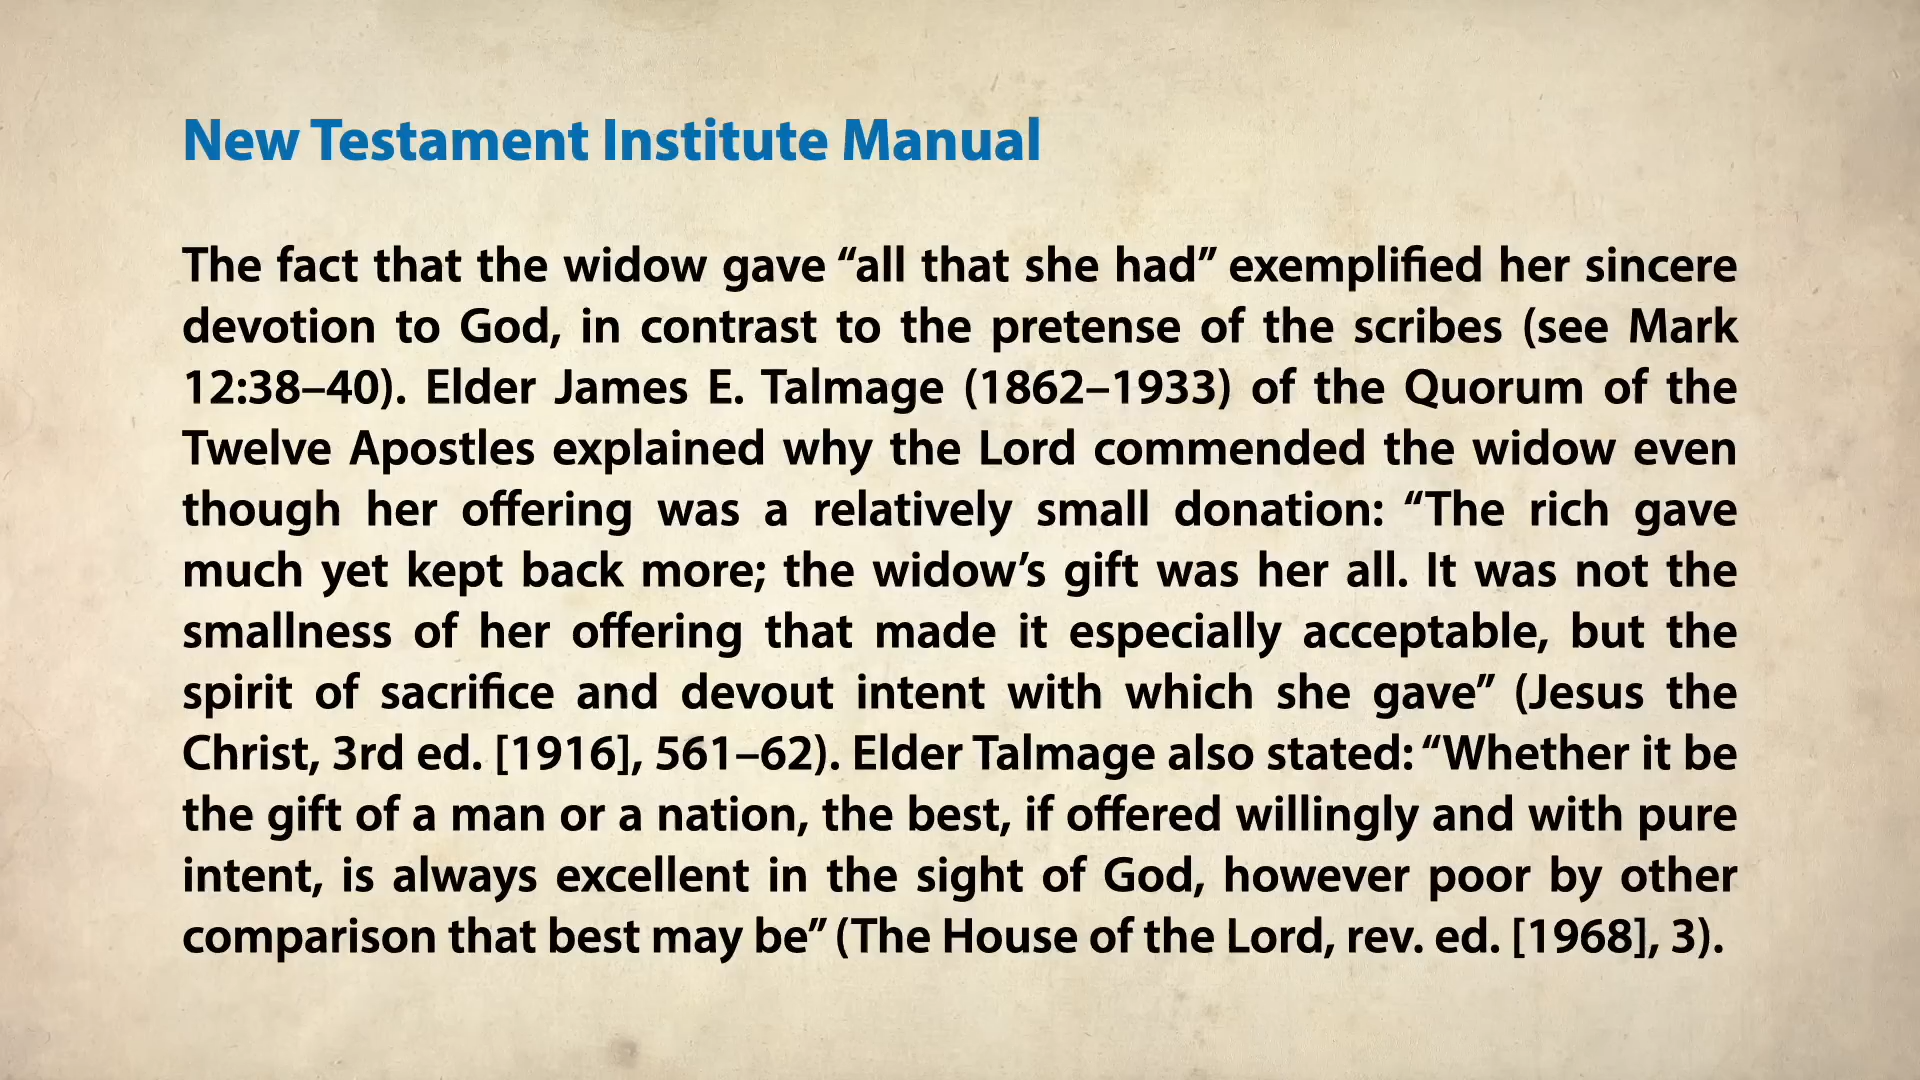 New Testament Institute Manual
The fact that the widow gave “all that she had” exemplified her sincere
devotion to God, in contrast to the pretense of the scribes (see Mark
12:38–40). Elder James E. Talmage (1862–1933) of the Quorum of the
Twelve Apostles explained why the Lord commended the widow even
though her offering was a relatively small donation: “The rich gave
much yet kept back more; the widow’s gift was her all. It was not the
smallness of her offering that made it especially acceptable, but the
spirit of sacrifice and devout intent with which she gave” (Jesus the
Christ, 3rd ed. [1916], 561–62). Elder Talmage also stated: “Whether it be
the gift of a man or a nation, the best, if offered willingly and with pure
intent, is always excellent in the sight of God, however poor by other
comparison that best may be” (The House of the Lord, rev. ed. [1968], 3).